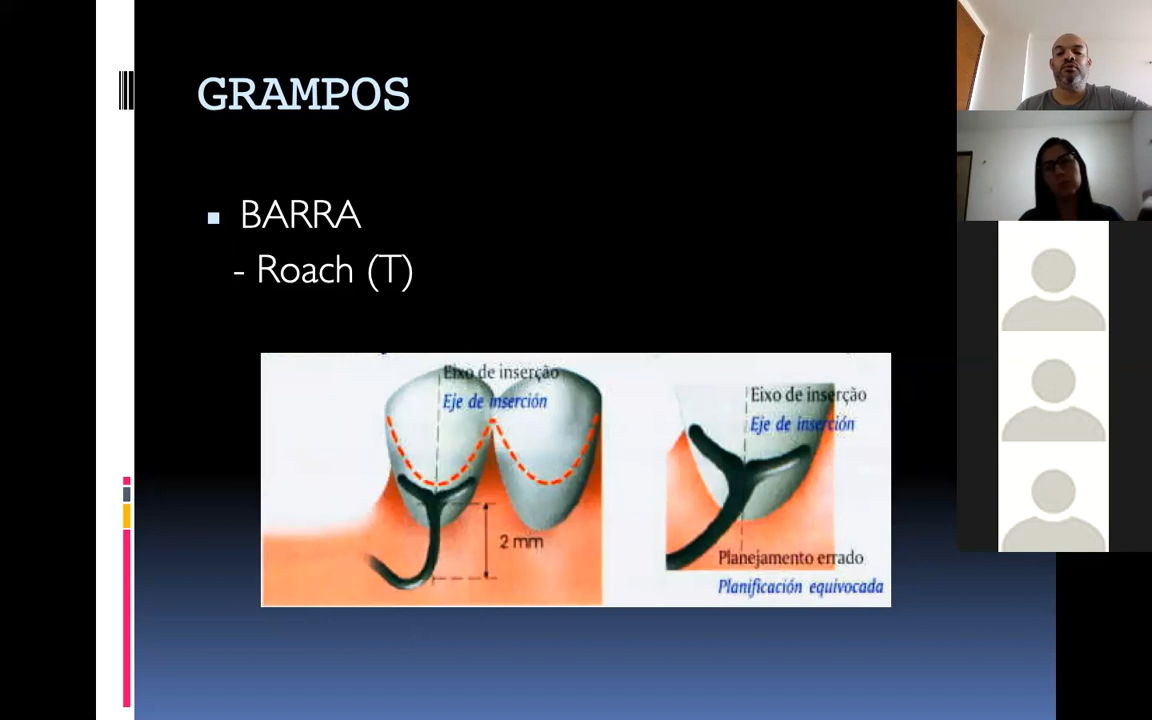 GRAMPOS
BARRA
- Roach (T)
Eixo de inserção
Eje de inserción
2 mm
Eixo de inserção
Eje de inserción
Planejamento errado
Planificación equivocada